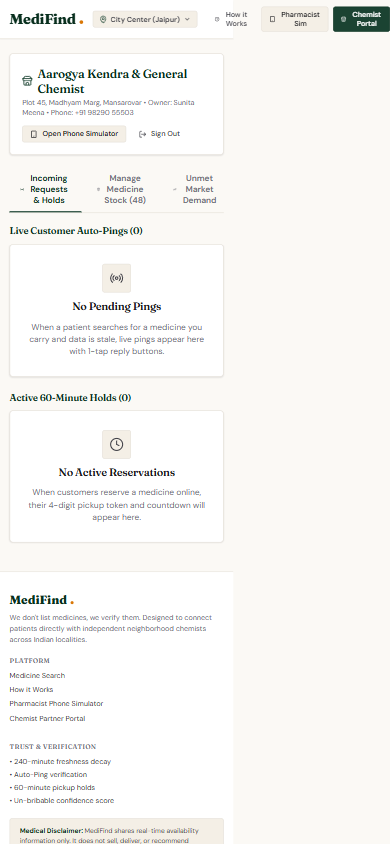 MediFind.
City Center (Jaipur)
How it
Works
Pharmacist
Sim
Chemist
Portal
Aarogya Kendra & General
Chemist
Plot 45, Madhyam Marg, Mansarovar • Owner: Sunita
Meena • Phone: +91 98290 55503
Open Phone Simulator
Sign Out
Incoming
Requests
& Holds
Manage
Medicine
Stock (48)
Unmet
Market
Demand
Live Customer Auto-Pings (0)
No Pending Pings
When a patient searches for a medicine you
carry and data is stale, live pings appear here
with 1-tap reply buttons.
Active 60-Minute Holds (0)
No Active Reservations
When customers reserve a medicine online,
their 4-digit pickup token and countdown will
appear here.
MediFind.
We don't list medicines, we verify them. Designed to connect
patients directly with independent neighborhood chemists
across Indian localities.
PLATFORM
Medicine Search
How it Works
Pharmacist Phone Simulator
Chemist Partner Portal
TRUST & VERIFICATION
• 240-minute freshness decay
• Auto-Ping verification
• 60-minute pickup holds
• Un-bribable confidence score
Medical Disclaimer: MediFind shares real-time availability
information only. It does not sell, deliver, or recommend